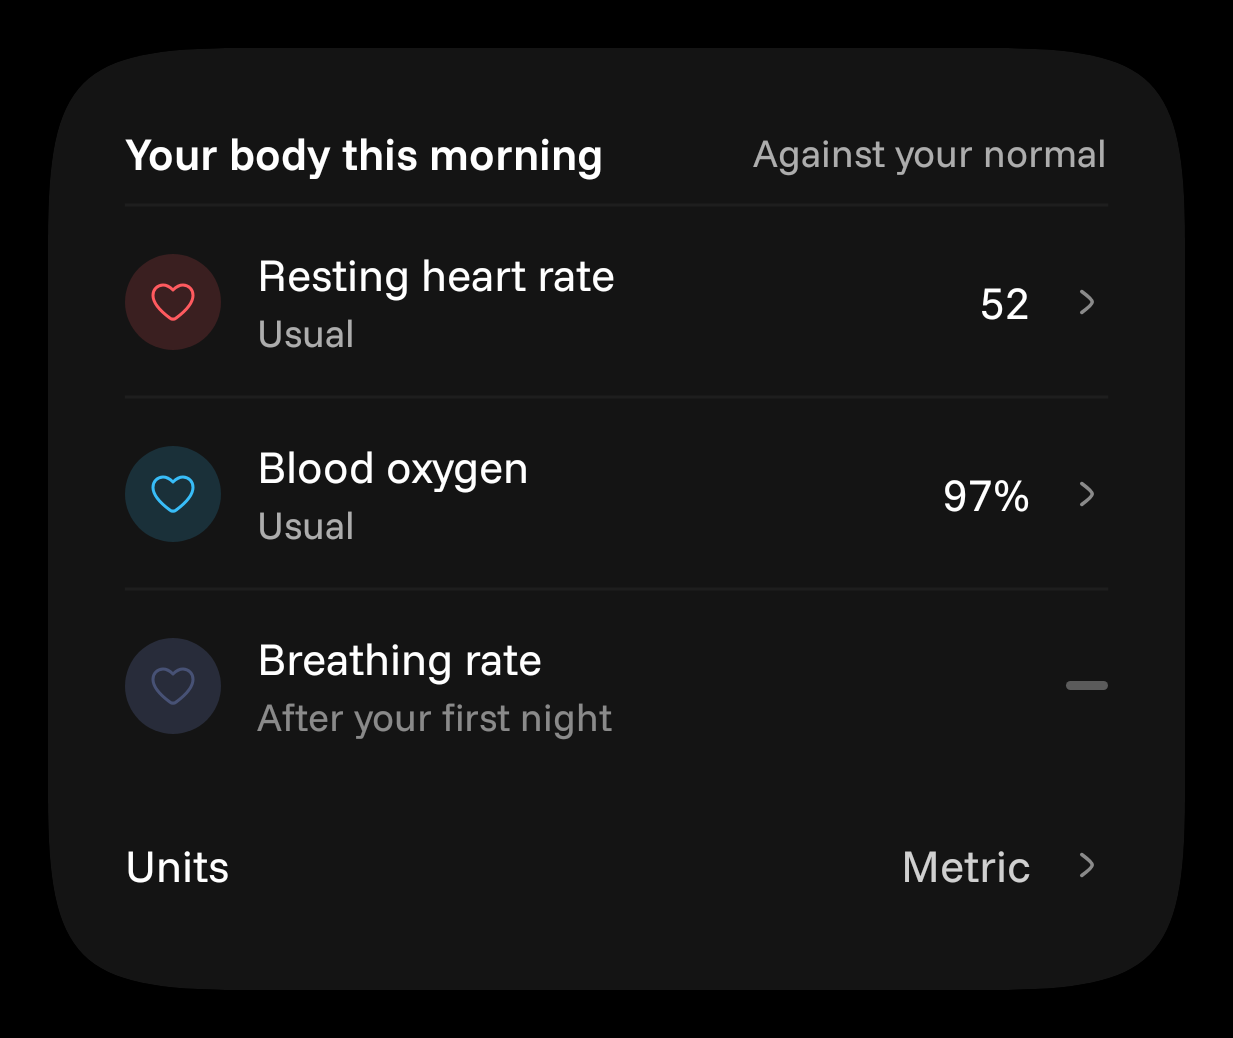 Your body this morning
Against your normal
Resting heart rate
Usual
52
Blood oxygen
Usual
97%
Breathing rate
After your first night
Units
Metric